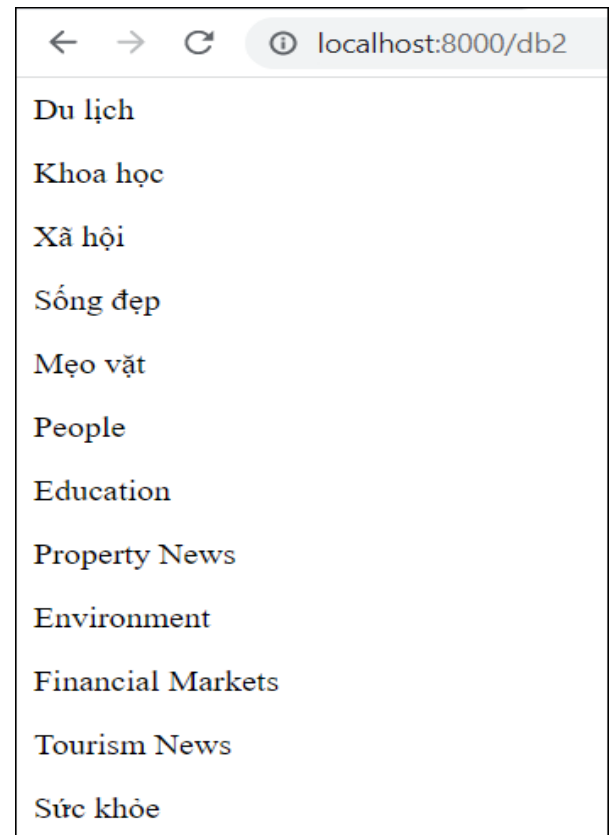 localhost:8000/db2
Du lịch
Khoa học
Xã hội
Sống đẹp
Mẹo vặt
People
Education
Property News
Environment
Financial Markets
Tourism News
Sức khỏe